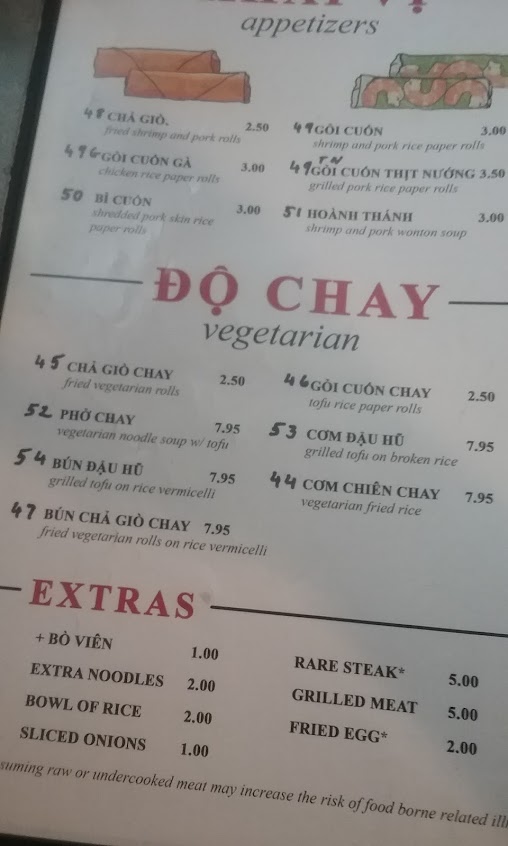 appetizers
48 CHẢ GIÒ. 2.50
fried shrimp and pork rolls
49 GỎI CUỐN 3.00
shrimp and pork rice paper rolls
49G GỎI CUỐN GÀ 3.00
chicken rice paper rolls
49TN GỎI CUỐN THỊT NƯỚNG 3.50
grilled pork rice paper rolls
50 BÌ CUỐN 3.00
shredded pork skin rice
paper rolls
51 HOÀNH THÁNH 3.00
shrimp and pork wonton soup
ĐỘ CHAY
vegetarian
45 CHẢ GIÒ CHAY 2.50
fried vegetarian rolls
46 GỎI CUỐN CHAY 2.50
tofu rice paper rolls
52 PHỞ CHAY 7.95
vegetarian noodle soup w/ tofu
53 CƠM ĐẬU HŨ 7.95
grilled tofu on broken rice
54 BÚN ĐẬU HŨ 7.95
grilled tofu on rice vermicelli
44 CƠM CHIÊN CHAY 7.95
vegetarian fried rice
47 BÚN CHẢ GIÒ CHAY 7.95
fried vegetarian rolls on rice vermicelli
EXTRAS
+ BÒ VIÊN 1.00
EXTRA NOODLES 2.00
BOWL OF RICE 2.00
SLICED ONIONS 1.00
RARE STEAK* 5.00
GRILLED MEAT 5.00
FRIED EGG* 2.00
raw or undercooked meat may increase the risk of food borne related